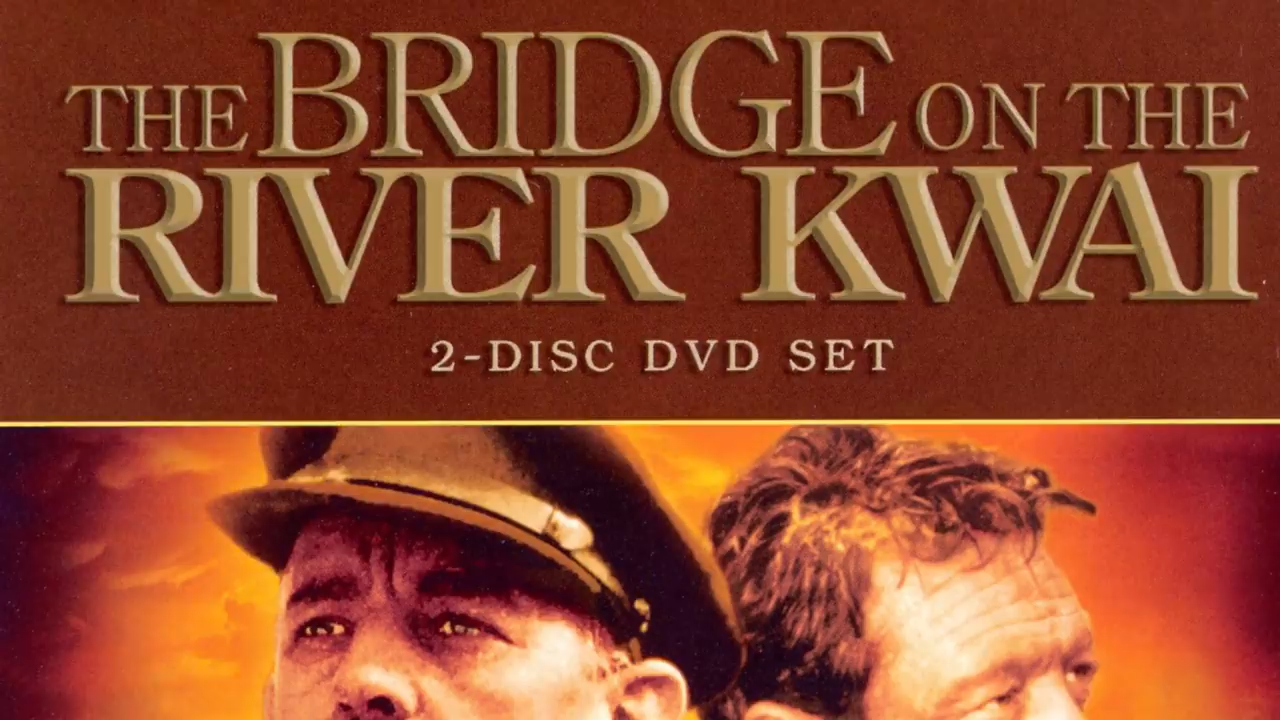 THE BRIDGE ON THE
RIVER KWAI
2-DISC DVD SET